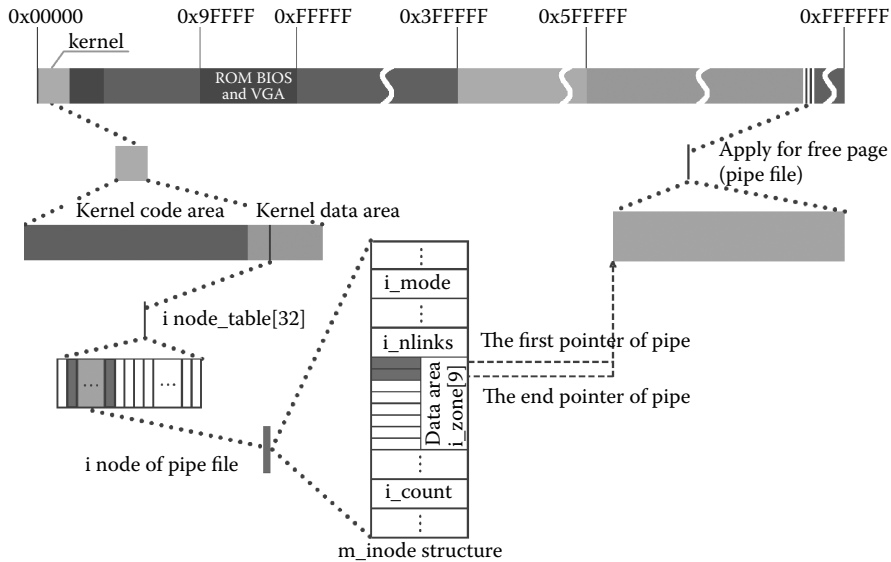 0x00000
0x9FFFF
0xFFFFF
0x3FFFFF
0x5FFFFF
0xFFFFFF
kernel
ROM BIOS
and VGA
Apply for free page
(pipe file)
Kernel code area
Kernel data area
⋮
i_mode
⋮
i node_table[32]
i_nlinks
The first pointer of pipe
... ...
Data area
i_zone[9]
The end pointer of pipe
i node of pipe file
⋮
i_count
⋮
m_inode structure